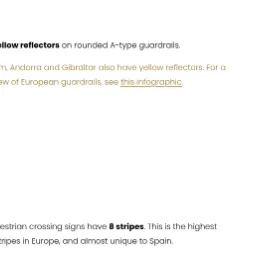 ellow reflectors on rounded A-type guardrails.
m, Andorra and Gibraltar also have yellow reflectors. For a
ew of European guardrails, see this infographic.
estrian crossing signs have 8 stripes. This is the highest
tripes in Europe, and almost unique to Spain.